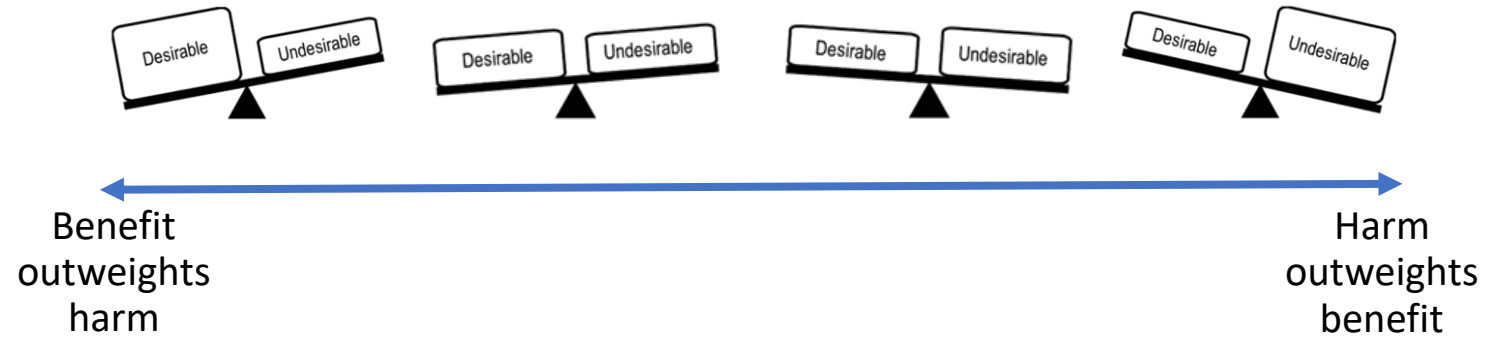 Desirable Undesirable Desirable Undesirable Desirable Undesirable Desirable Undesirable
Benefit
outweights
harm
Harm
outweights
benefit